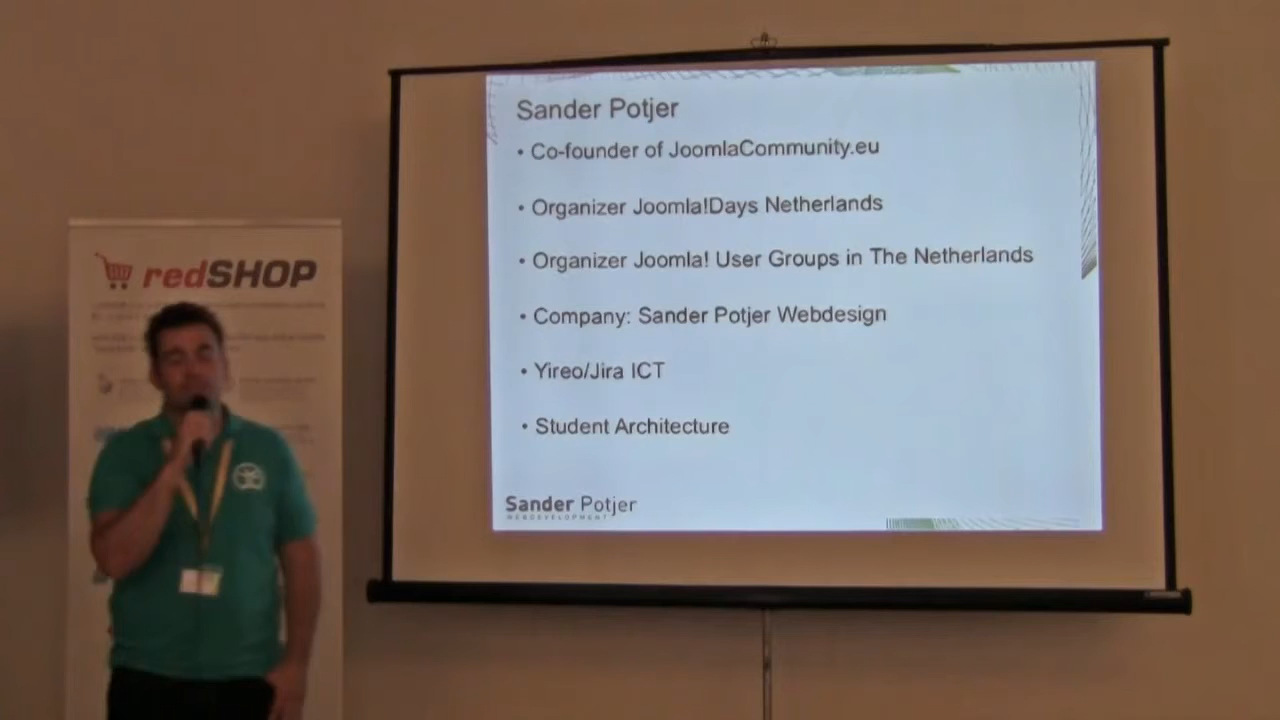 Sander Potjer
• Co-founder of JoomlaCommunity.eu
• Organizer Joomla!Days Netherlands
• Organizer Joomla! User Groups in The Netherlands
• Company: Sander Potjer Webdesign
• Yireo/Jira ICT
• Student Architecture
Sander Potjer
WEBDEVELOPMENT
redSHOP